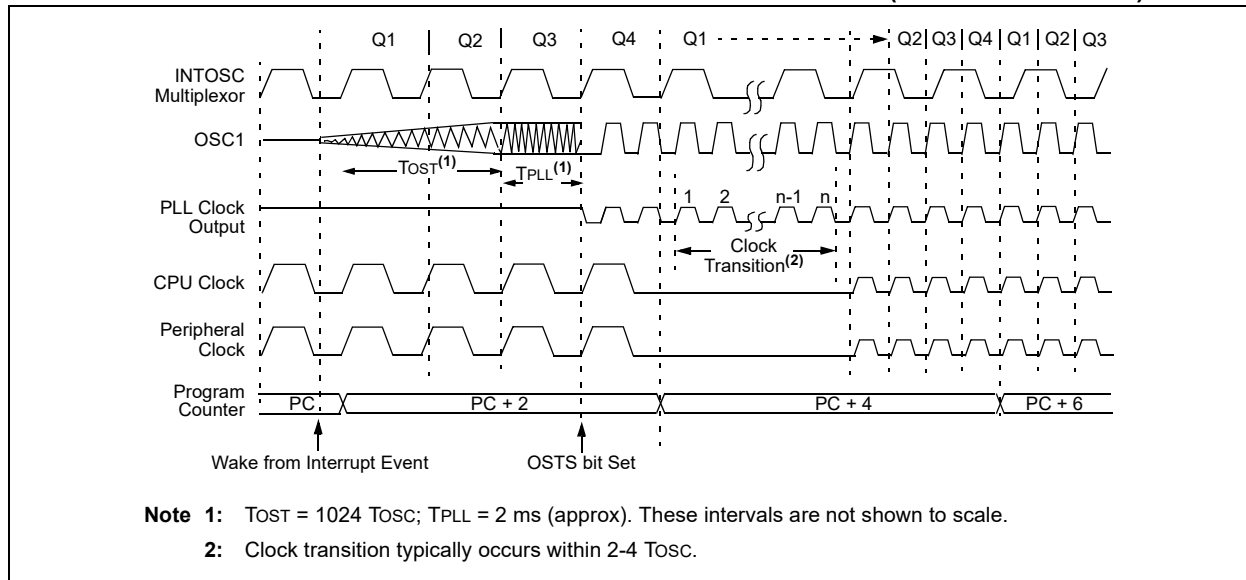 Q1 Q2 Q3 Q4 Q1 Q2 Q3 Q4 Q1 Q2 Q3
INTOSC
Multiplexor
OSC1
TOST(1)
TPLL(1)
1 2 n-1 n
PLL Clock
Output
Clock
Transition(2)
CPU Clock
Peripheral
Clock
Program
Counter
PC PC + 2 PC + 4 PC + 6
Wake from Interrupt Event OSTS bit Set
Note 1: TOST = 1024 TOSC; TPLL = 2 ms (approx). These intervals are not shown to scale.
2: Clock transition typically occurs within 2-4 TOSC.